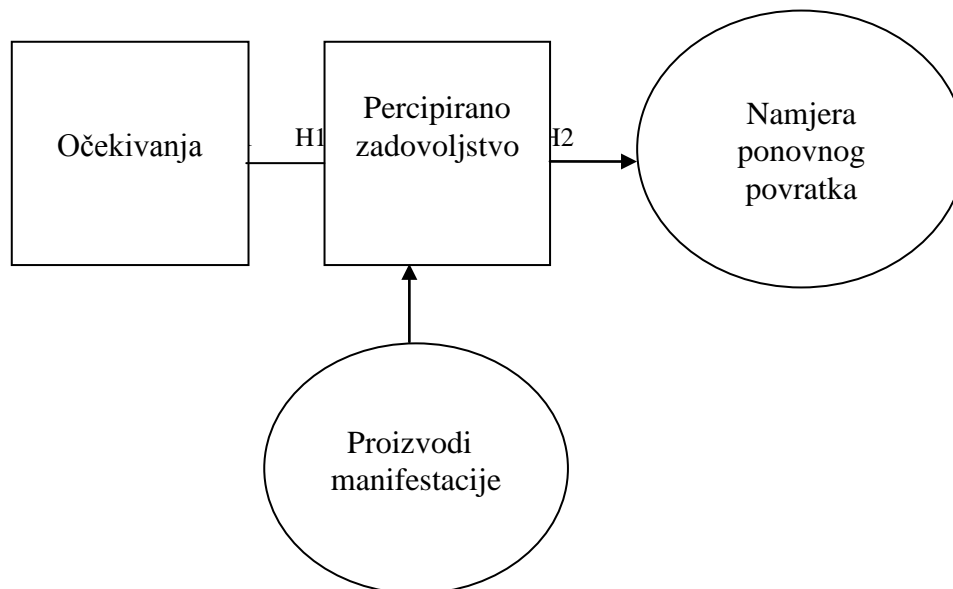 Očekivanja
H1
Percipirano
zadovoljstvo
H2
Namjera
ponovnog
povratka
Proizvodi
manifestacije